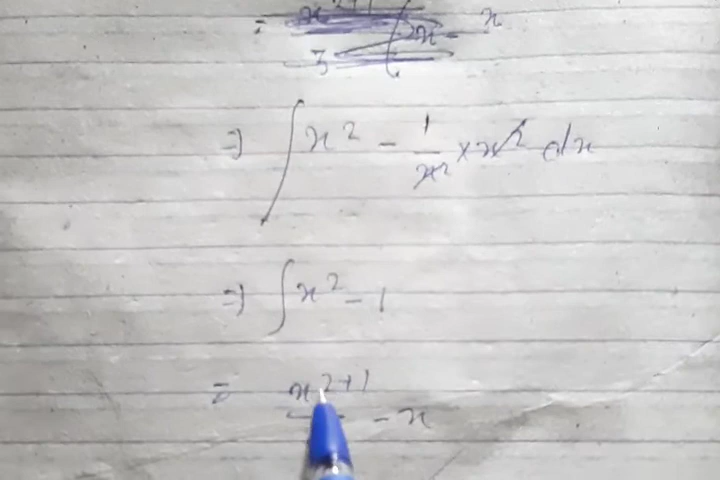 ⇒ ∫ x² - 1/x² × x² dx
⇒ ∫ x² - 1
= x²⁺¹ - x